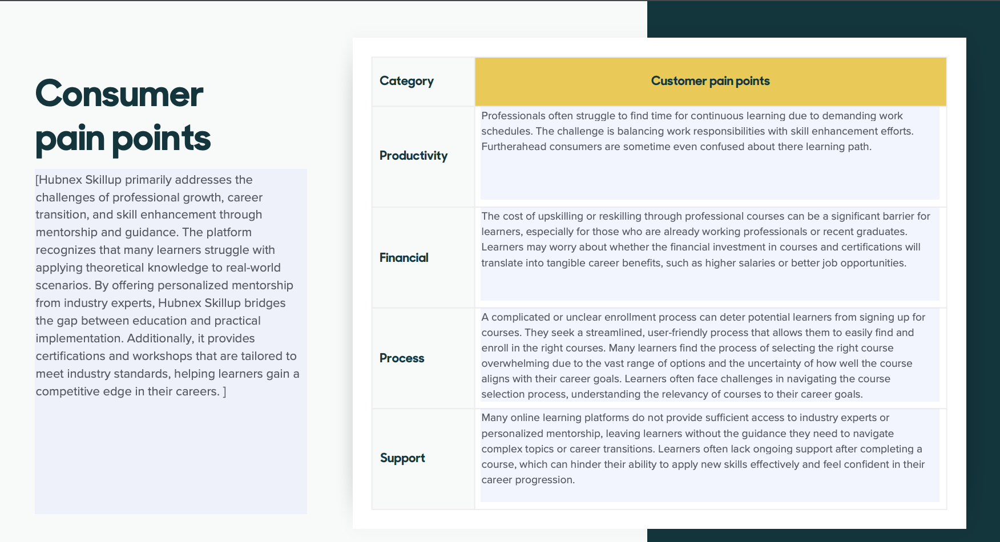 Consumer
pain points
[Hubnex Skillup primarily addresses the
challenges of professional growth, career
transition, and skill enhancement through
mentorship and guidance. The platform
recognizes that many learners struggle with
applying theoretical knowledge to real-world
scenarios. By offering personalized mentorship
from industry experts, Hubnex Skillup bridges
the gap between education and practical
implementation. Additionally, it provides
certifications and workshops that are tailored to
meet industry standards, helping learners gain a
competitive edge in their careers. ]
Category
Customer pain points
Productivity
Professionals often struggle to find time for continuous learning due to demanding work
schedules. The challenge is balancing work responsibilities with skill enhancement efforts.
Furtherahead consumers are sometime even confused about there learning path.
Financial
The cost of upskilling or reskilling through professional courses can be a significant barrier for
learners, especially for those who are already working professionals or recent graduates.
Learners may worry about whether the financial investment in courses and certifications will
translate into tangible career benefits, such as higher salaries or better job opportunities.
Process
A complicated or unclear enrollment process can deter potential learners from signing up for
courses. They seek a streamlined, user-friendly process that allows them to easily find and
enroll in the right courses. Many learners find the process of selecting the right course
overwhelming due to the vast range of options and the uncertainty of how well the course
aligns with their career goals. Learners often face challenges in navigating the course
selection process, understanding the relevancy of courses to their career goals.
Support
Many online learning platforms do not provide sufficient access to industry experts or
personalized mentorship, leaving learners without the guidance they need to navigate
complex topics or career transitions. Learners often lack ongoing support after completing a
course, which can hinder their ability to apply new skills effectively and feel confident in their
career progression.